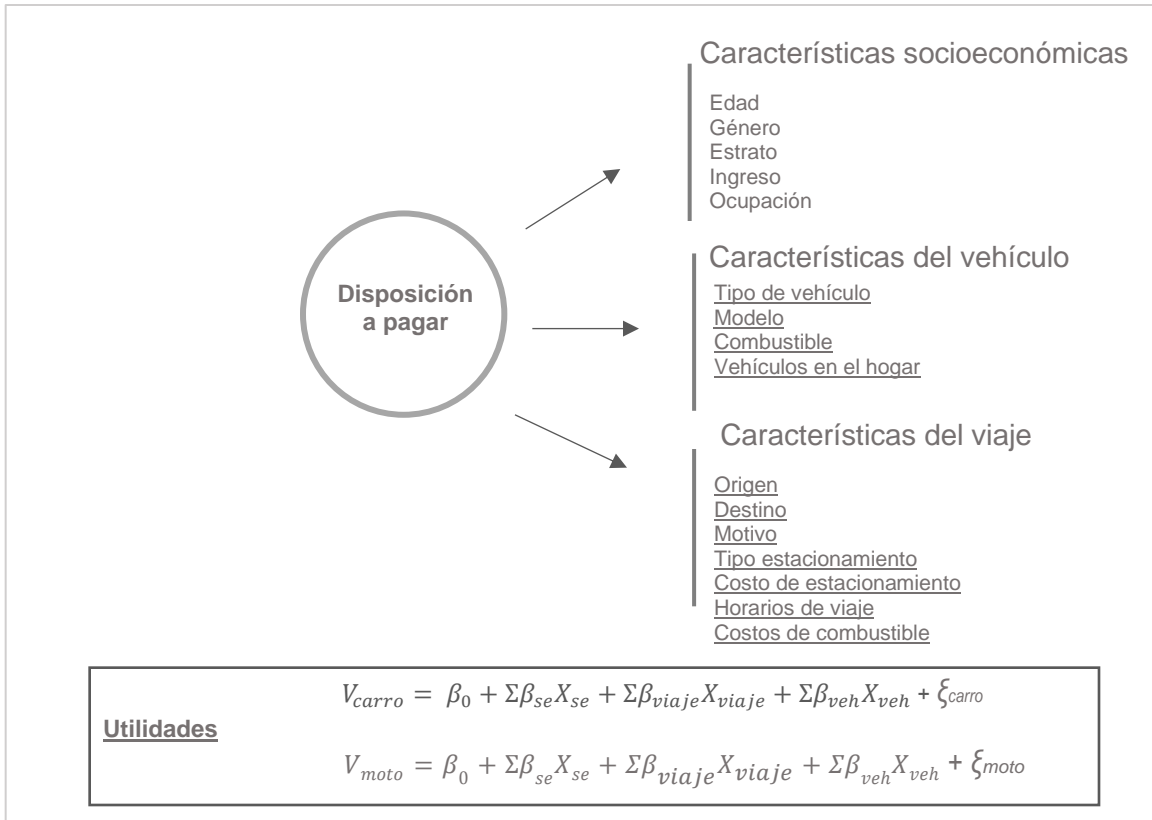 Características socioeconómicas
Edad
Género
Estrato
Ingreso
Ocupación
Disposición
a pagar
Características del vehículo
Tipo de vehículo
Modelo
Combustible
Vehículos en el hogar
Características del viaje
Origen
Destino
Motivo
Tipo estacionamiento
Costo de estacionamiento
Horarios de viaje
Costos de combustible
Utilidades
V_carro = β_0 + Σβ_se X_se + Σβ_viaje X_viaje + Σβ_veh X_veh + ξ_carro
V_moto = β_0 + Σβ_se X_se + Σβ_viaje X_viaje + Σβ_veh X_veh + ξ_moto